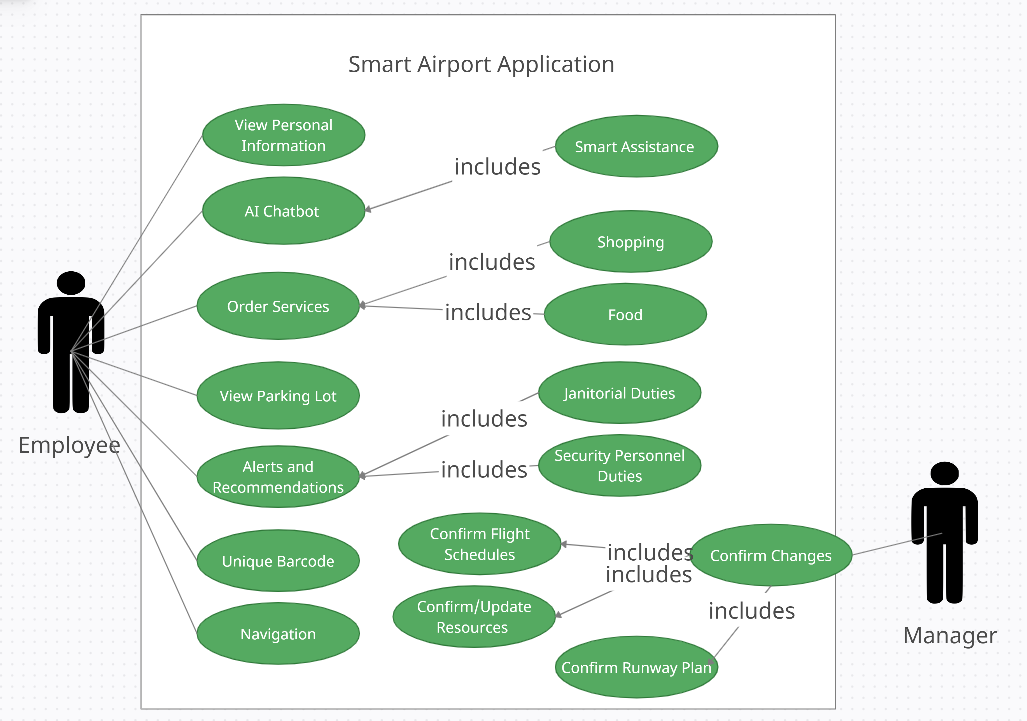 Smart Airport Application
View Personal
Information
Smart Assistance
includes
AI Chatbot
Shopping
includes
Order Services
includes
Food
View Parking Lot
Janitorial Duties
includes
Employee
Alerts and
Recommendations
includes
Security Personnel
Duties
Confirm Flight
Schedules
includes
includes
Confirm Changes
Unique Barcode
Confirm/Update
Resources
includes
Navigation
Manager
Confirm Runway Plan